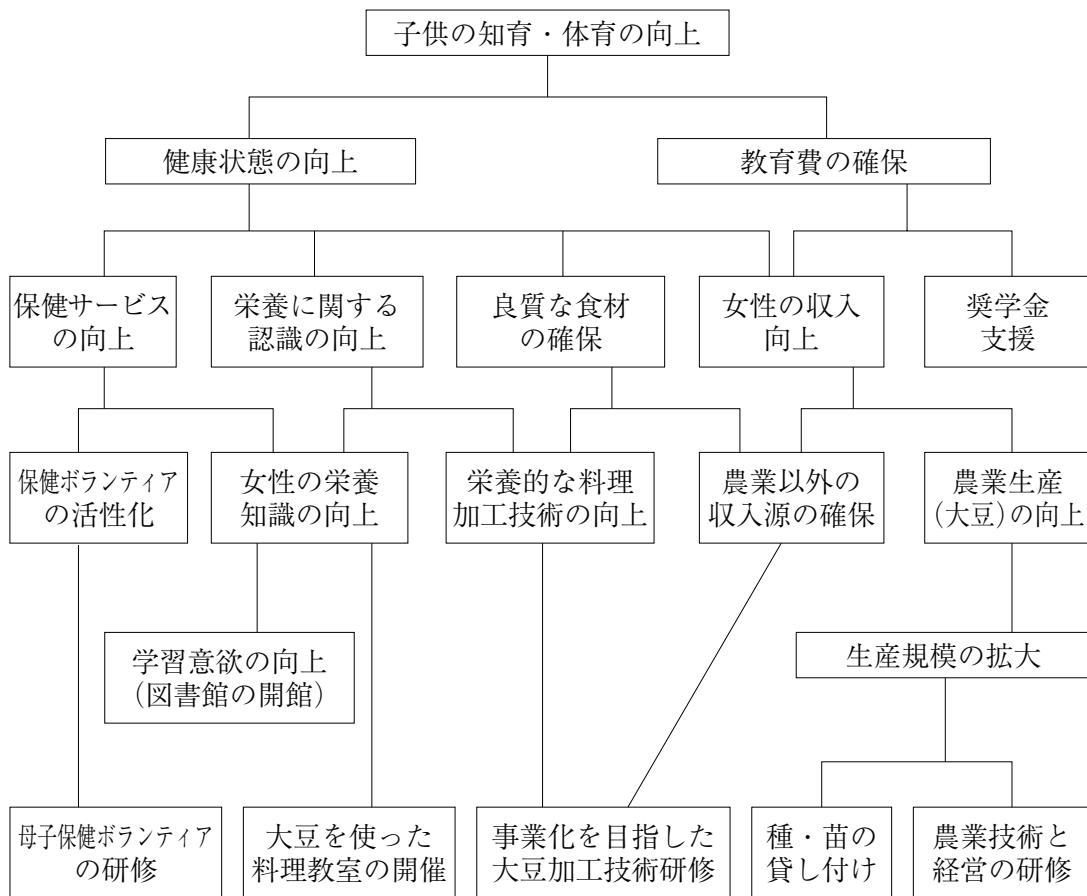 子供の知育・体育の向上
健康状態の向上
教育費の確保
保健サービス
の向上
栄養に関する
認識の向上
良質な食材
の確保
女性の収入
向上
奨学金
支援
保健ボランティア
の活性化
女性の栄養
知識の向上
栄養的な料理
加工技術の向上
農業以外の
収入源の確保
農業生産
（大豆）の向上
学習意欲の向上
（図書館の開館）
生産規模の拡大
母子保健ボランティア
の研修
大豆を使った
料理教室の開催
事業化を目指した
大豆加工技術研修
種・苗の
貸し付け
農業技術と
経営の研修